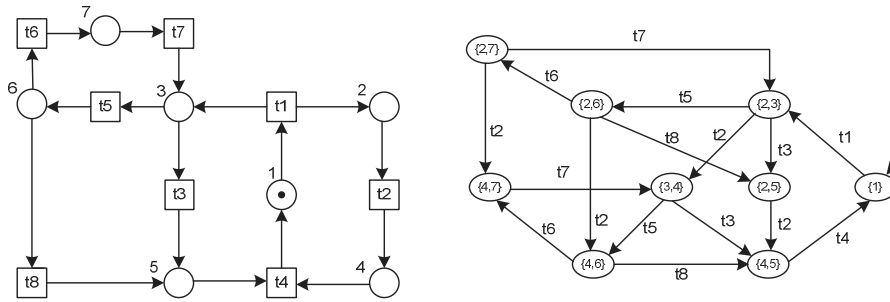 7
t6
t7
6
t5
3
t1
2
t3
1
t2
t8
5
t4
4
t7
{2,7}
t6
{2,6}
t5
{2,3}
t2
t8
t2
t3
t1
{4,7}
t7
{3,4}
{2,5}
{1}
t6
t2
t5
t3
t2
t4
{4,6}
t8
{4,5}